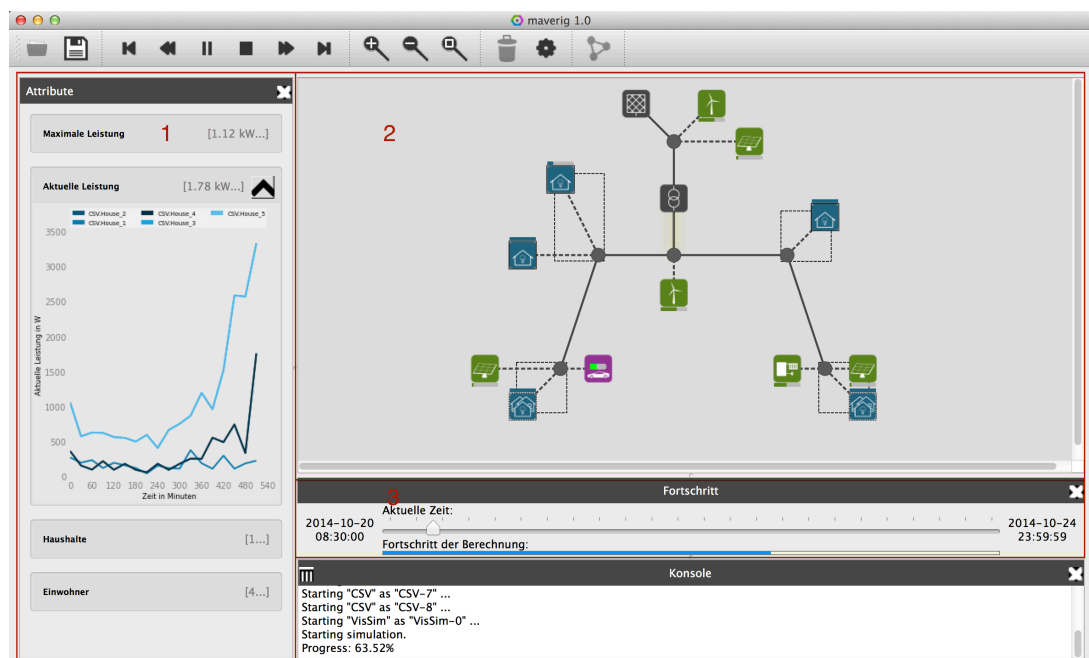 maverig 1.0
Attribute
Maximale Leistung 1 [1.12 kW...]
Aktuelle Leistung [1.78 kW...]
CSV.House_2 CSV.House_4 CSV.House_5
CSV.House_1 CSV.House_3
3500
3000
2500
2000
1500
1000
500
0
Aktuelle Leistung in W
0 60 120 180 240 300 360 420 480 540
Zeit in Minuten
Haushalte [1...]
Einwohner [4...]
2
3
Fortschritt
Aktuelle Zeit:
2014-10-20
08:30:00
2014-10-24
23:59:59
Fortschritt der Berechnung:
Konsole
Starting "CSV" as "CSV-7" ...
Starting "CSV" as "CSV-8" ...
Starting "VisSim" as "VisSim-0" ...
Starting simulation.
Progress: 63.52%